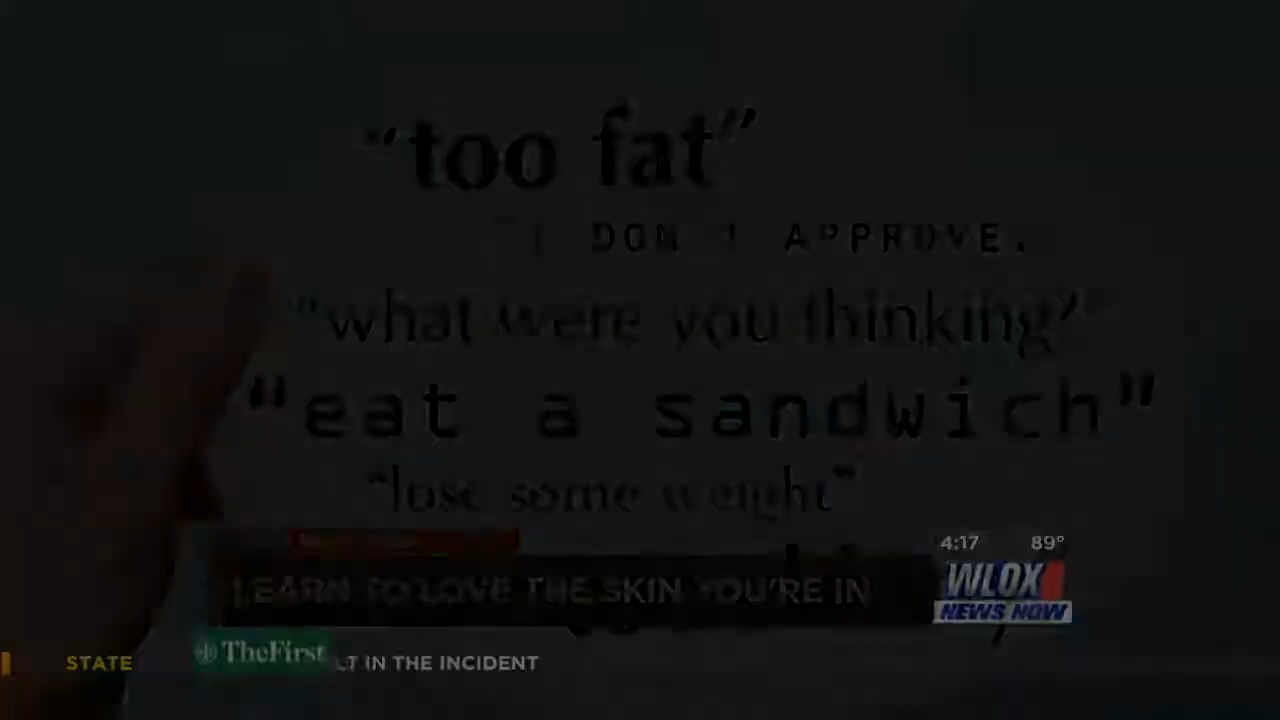 “too fat”
DON'T APPROVE.
“what were you thinking?”
"eat a sandwich"
“lose some weight”
4:17 89°
LEARN TO LOVE THE SKIN YOU'RE IN
WLOX
NEWS NOW
STATE TheFirst LT IN THE INCIDENT